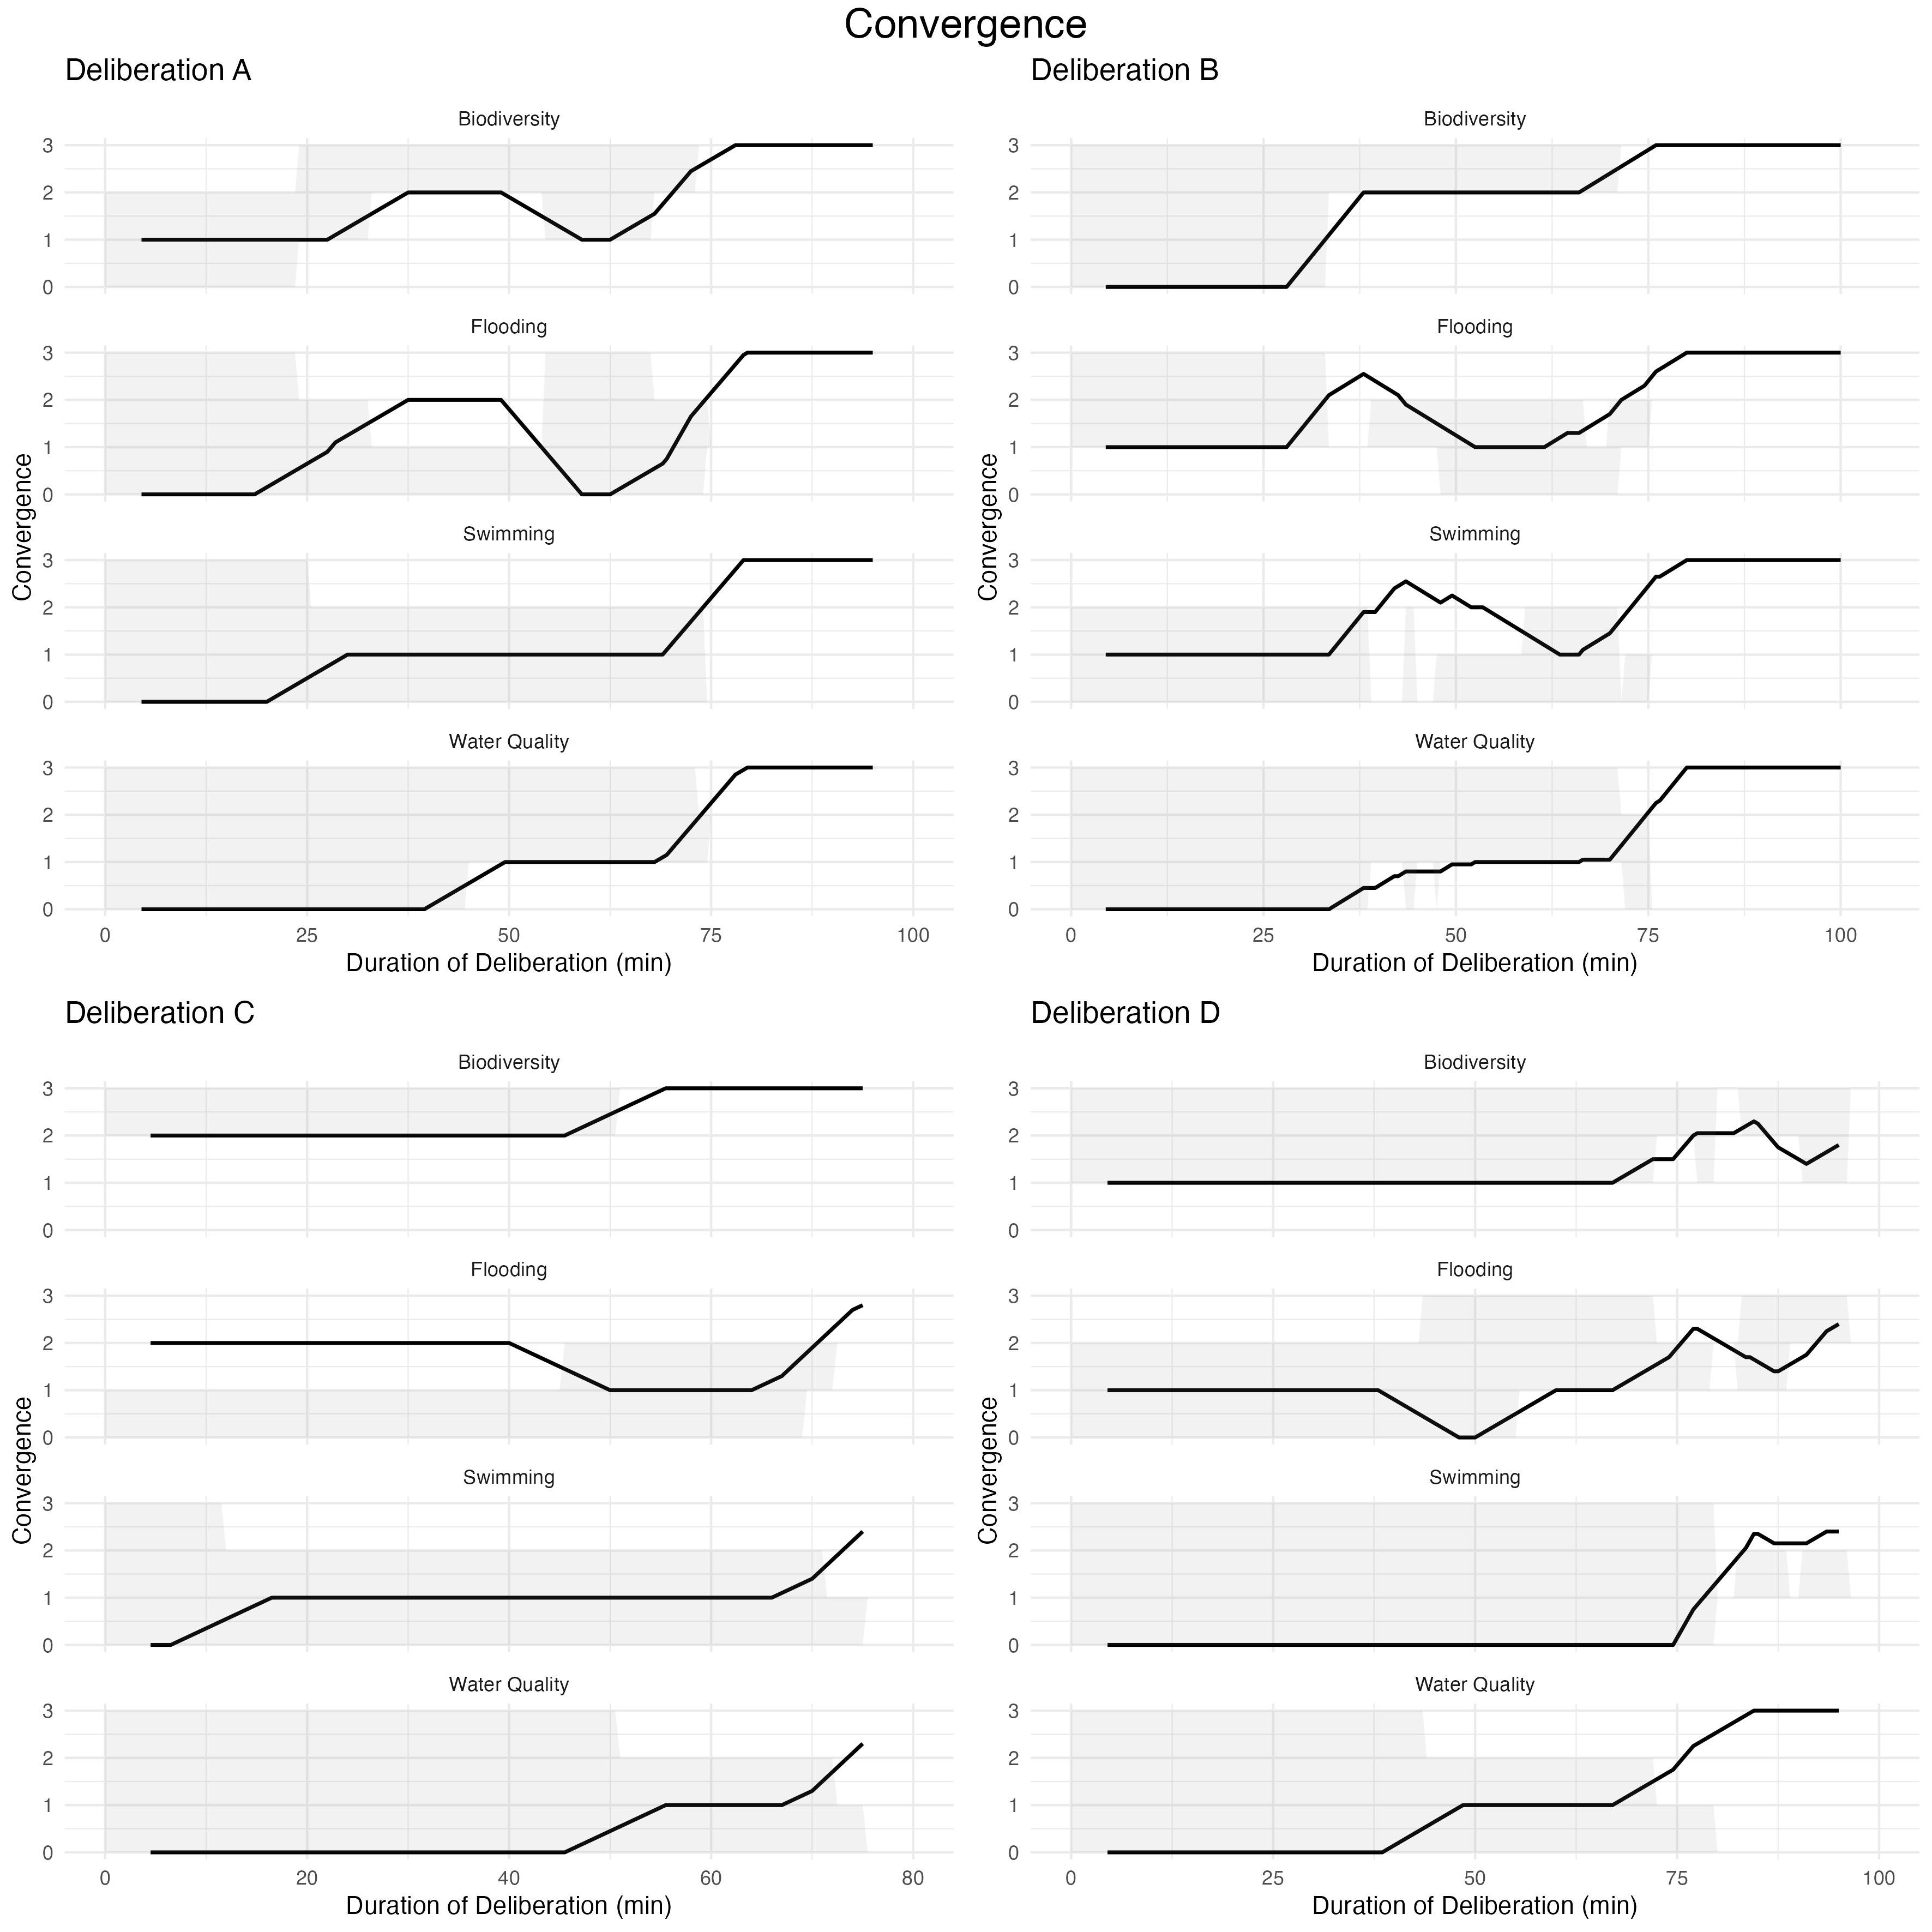 Convergence
Deliberation A
Biodiversity
3
2
1
0
Flooding
3
2
1
0
Swimming
3
2
1
0
Water Quality
3
2
1
0
Convergence
0 25 50 75 100
Duration of Deliberation (min)
Deliberation B
Biodiversity
3
2
1
0
Flooding
3
2
1
0
Swimming
3
2
1
0
Water Quality
3
2
1
0
Convergence
0 25 50 75 100
Duration of Deliberation (min)
Deliberation C
Biodiversity
3
2
1
0
Flooding
3
2
1
0
Swimming
3
2
1
0
Water Quality
3
2
1
0
Convergence
0 20 40 60 80
Duration of Deliberation (min)
Deliberation D
Biodiversity
3
2
1
0
Flooding
3
2
1
0
Swimming
3
2
1
0
Water Quality
3
2
1
0
Convergence
0 25 50 75 100
Duration of Deliberation (min)